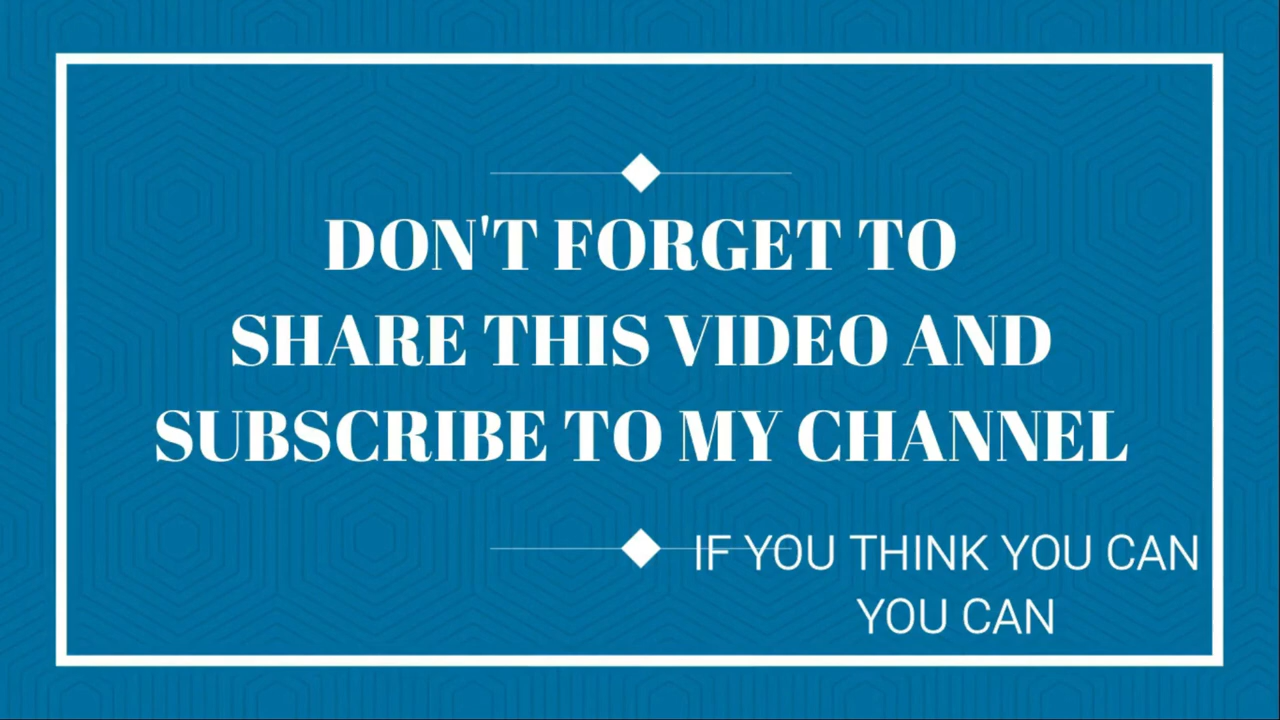 DON'T FORGET TO
SHARE THIS VIDEO AND
SUBSCRIBE TO MY CHANNEL
IF YOU THINK YOU CAN
YOU CAN